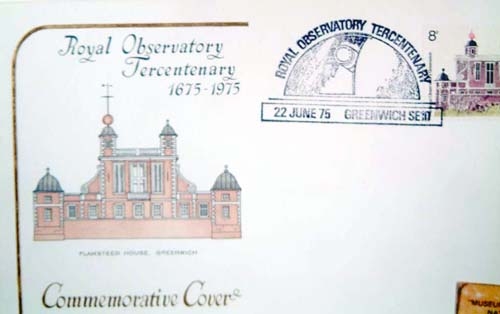 Royal Observatory
Tercentenary
1675-1975
ROYAL OBSERVATORY TERCENTENARY
22 JUNE 75 GREENWICH SE10
8P
FLAMSTEED HOUSE, GREENWICH
Commemorative Cover
"MUSEU